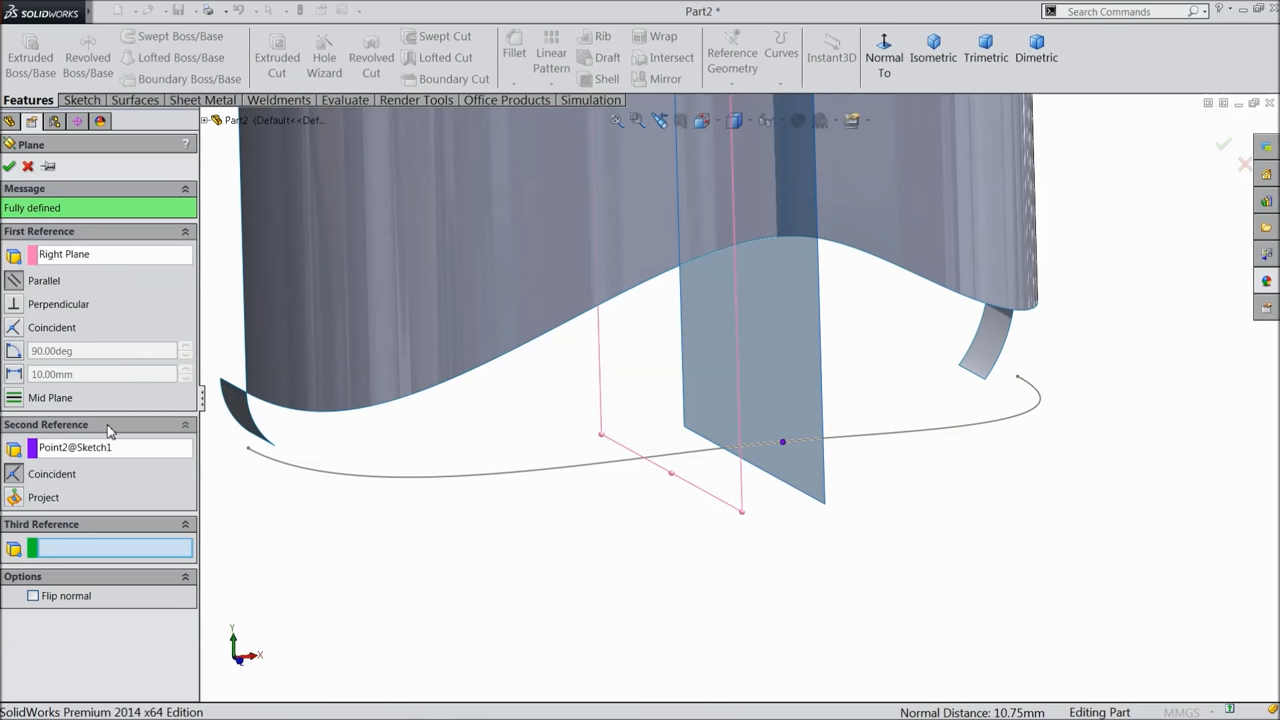 SOLIDWORKS
Part2 *
Search Commands
Extruded Boss/Base
Revolved Boss/Base
Swept Boss/Base
Lofted Boss/Base
Boundary Boss/Base
Extruded Cut
Hole Wizard
Revolved Cut
Swept Cut
Lofted Cut
Boundary Cut
Fillet
Linear Pattern
Rib
Draft
Shell
Wrap
Intersect
Mirror
Reference Geometry
Curves
Instant3D
Normal To
Isometric
Trimetric
Dimetric
Features
Sketch
Surfaces
Sheet Metal
Weldments
Evaluate
Render Tools
Office Products
Simulation
Part2 (Default<<Def...
Plane
?
Message
Fully defined
First Reference
Right Plane
Parallel
Perpendicular
Coincident
90.00deg
10.00mm
Mid Plane
Second Reference
Point2@Sketch1
Coincident
Project
Third Reference
Options
Flip normal
Y
X
SolidWorks Premium 2014 x64 Edition
Normal Distance: 10.75mm
Editing Part
MMGS